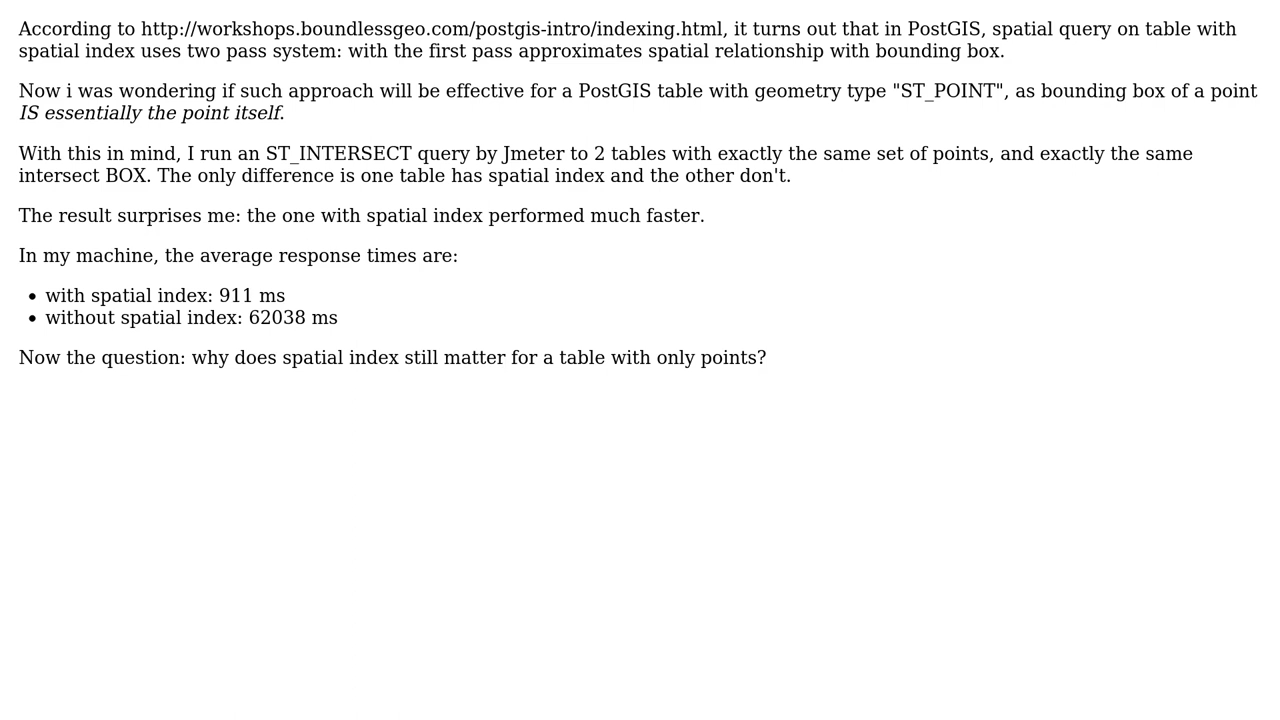 According to http://workshops.boundlessgeo.com/postgis-intro/indexing.html, it turns out that in PostGIS, spatial query on table with
spatial index uses two pass system: with the first pass approximates spatial relationship with bounding box.
Now i was wondering if such approach will be effective for a PostGIS table with geometry type "ST_POINT", as bounding box of a point
IS essentially the point itself.
With this in mind, I run an ST_INTERSECT query by Jmeter to 2 tables with exactly the same set of points, and exactly the same
intersect BOX. The only difference is one table has spatial index and the other don't.
The result surprises me: the one with spatial index performed much faster.
In my machine, the average response times are:
• with spatial index: 911 ms
• without spatial index: 62038 ms
Now the question: why does spatial index still matter for a table with only points?